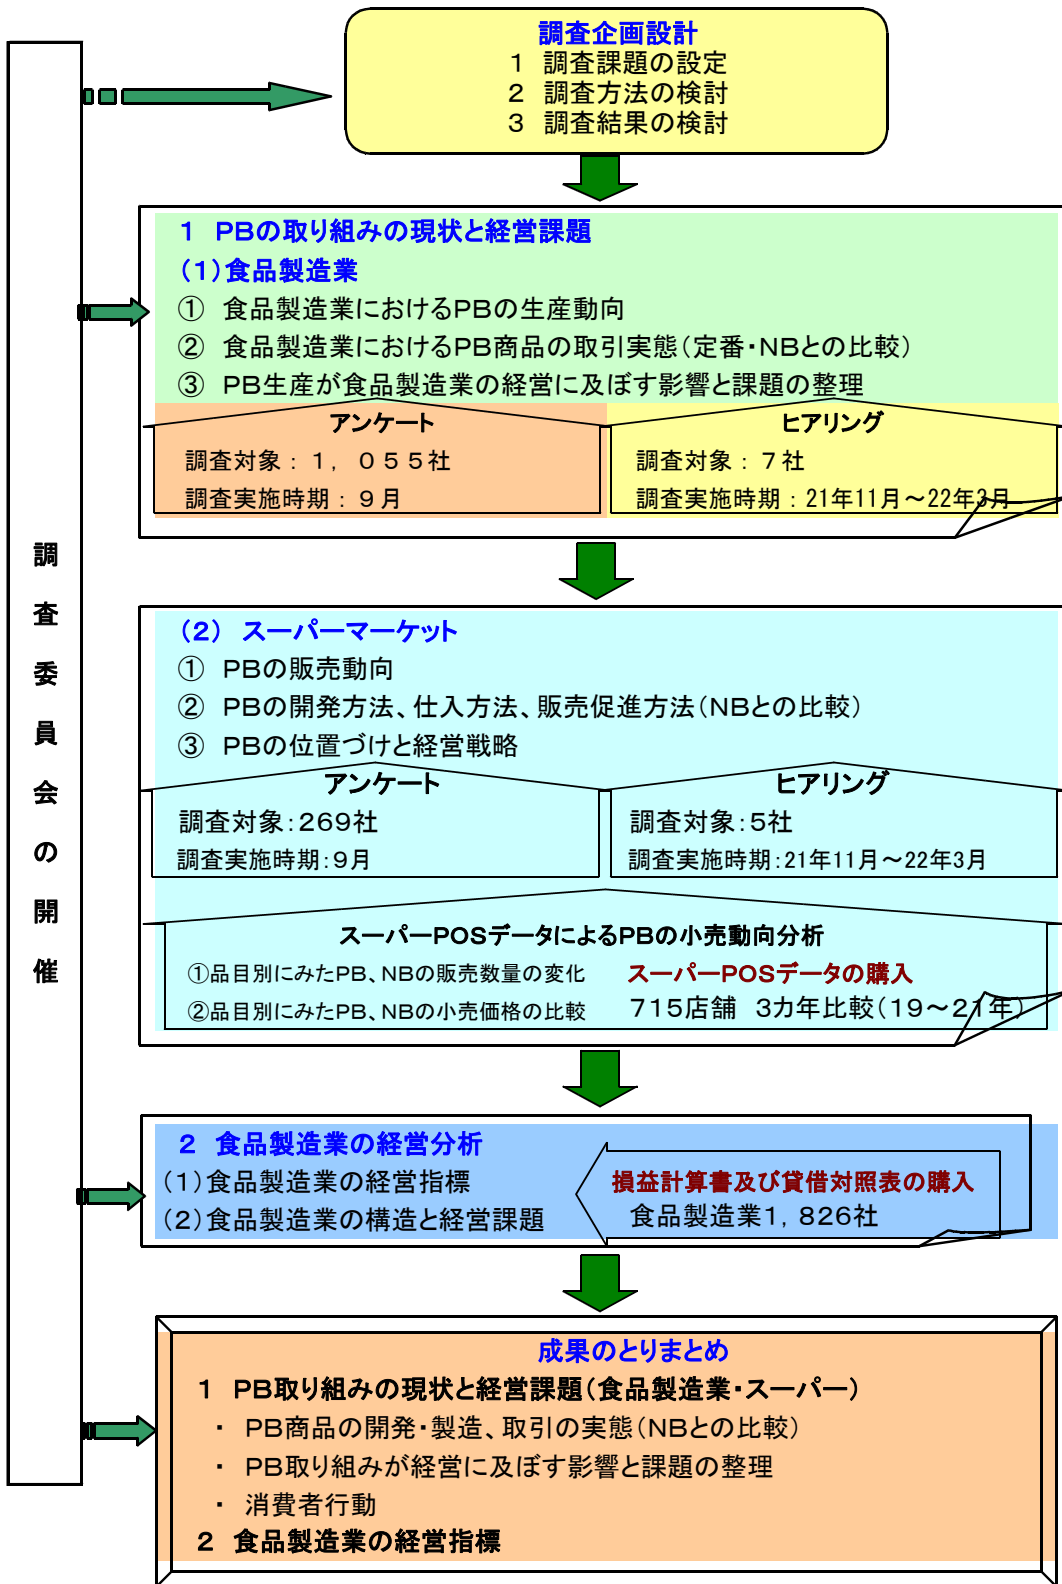 調査企画設計
1 調査課題の設定
2 調査方法の検討
3 調査結果の検討
調査委員会の開催
1 PBの取り組みの現状と経営課題
(1)食品製造業
① 食品製造業におけるPBの生産動向
② 食品製造業におけるPB商品の取引実態(定番・NBとの比較)
③ PB生産が食品製造業の経営に及ぼす影響と課題の整理
アンケート
調査対象：1，055社
調査実施時期：9月
ヒアリング
調査対象：7社
調査実施時期：21年11月～22年3月
(2) スーパーマーケット
① PBの販売動向
② PBの開発方法、仕入方法、販売促進方法(NBとの比較)
③ PBの位置づけと経営戦略
アンケート
調査対象:269社
調査実施時期:9月
ヒアリング
調査対象:5社
調査実施時期:21年11月～22年3月
スーパーPOSデータによるPBの小売動向分析
①品目別にみたPB、NBの販売数量の変化
②品目別にみたPB、NBの小売価格の比較
スーパーPOSデータの購入
715店舗 3カ年比較(19～21年)
2 食品製造業の経営分析
(1)食品製造業の経営指標
(2)食品製造業の構造と経営課題
損益計算書及び貸借対照表の購入
食品製造業1，826社
成果のとりまとめ
1 PB取り組みの現状と経営課題(食品製造業・スーパー)
・ PB商品の開発・製造、取引の実態(NBとの比較)
・ PB取り組みが経営に及ぼす影響と課題の整理
・ 消費者行動
2 食品製造業の経営指標